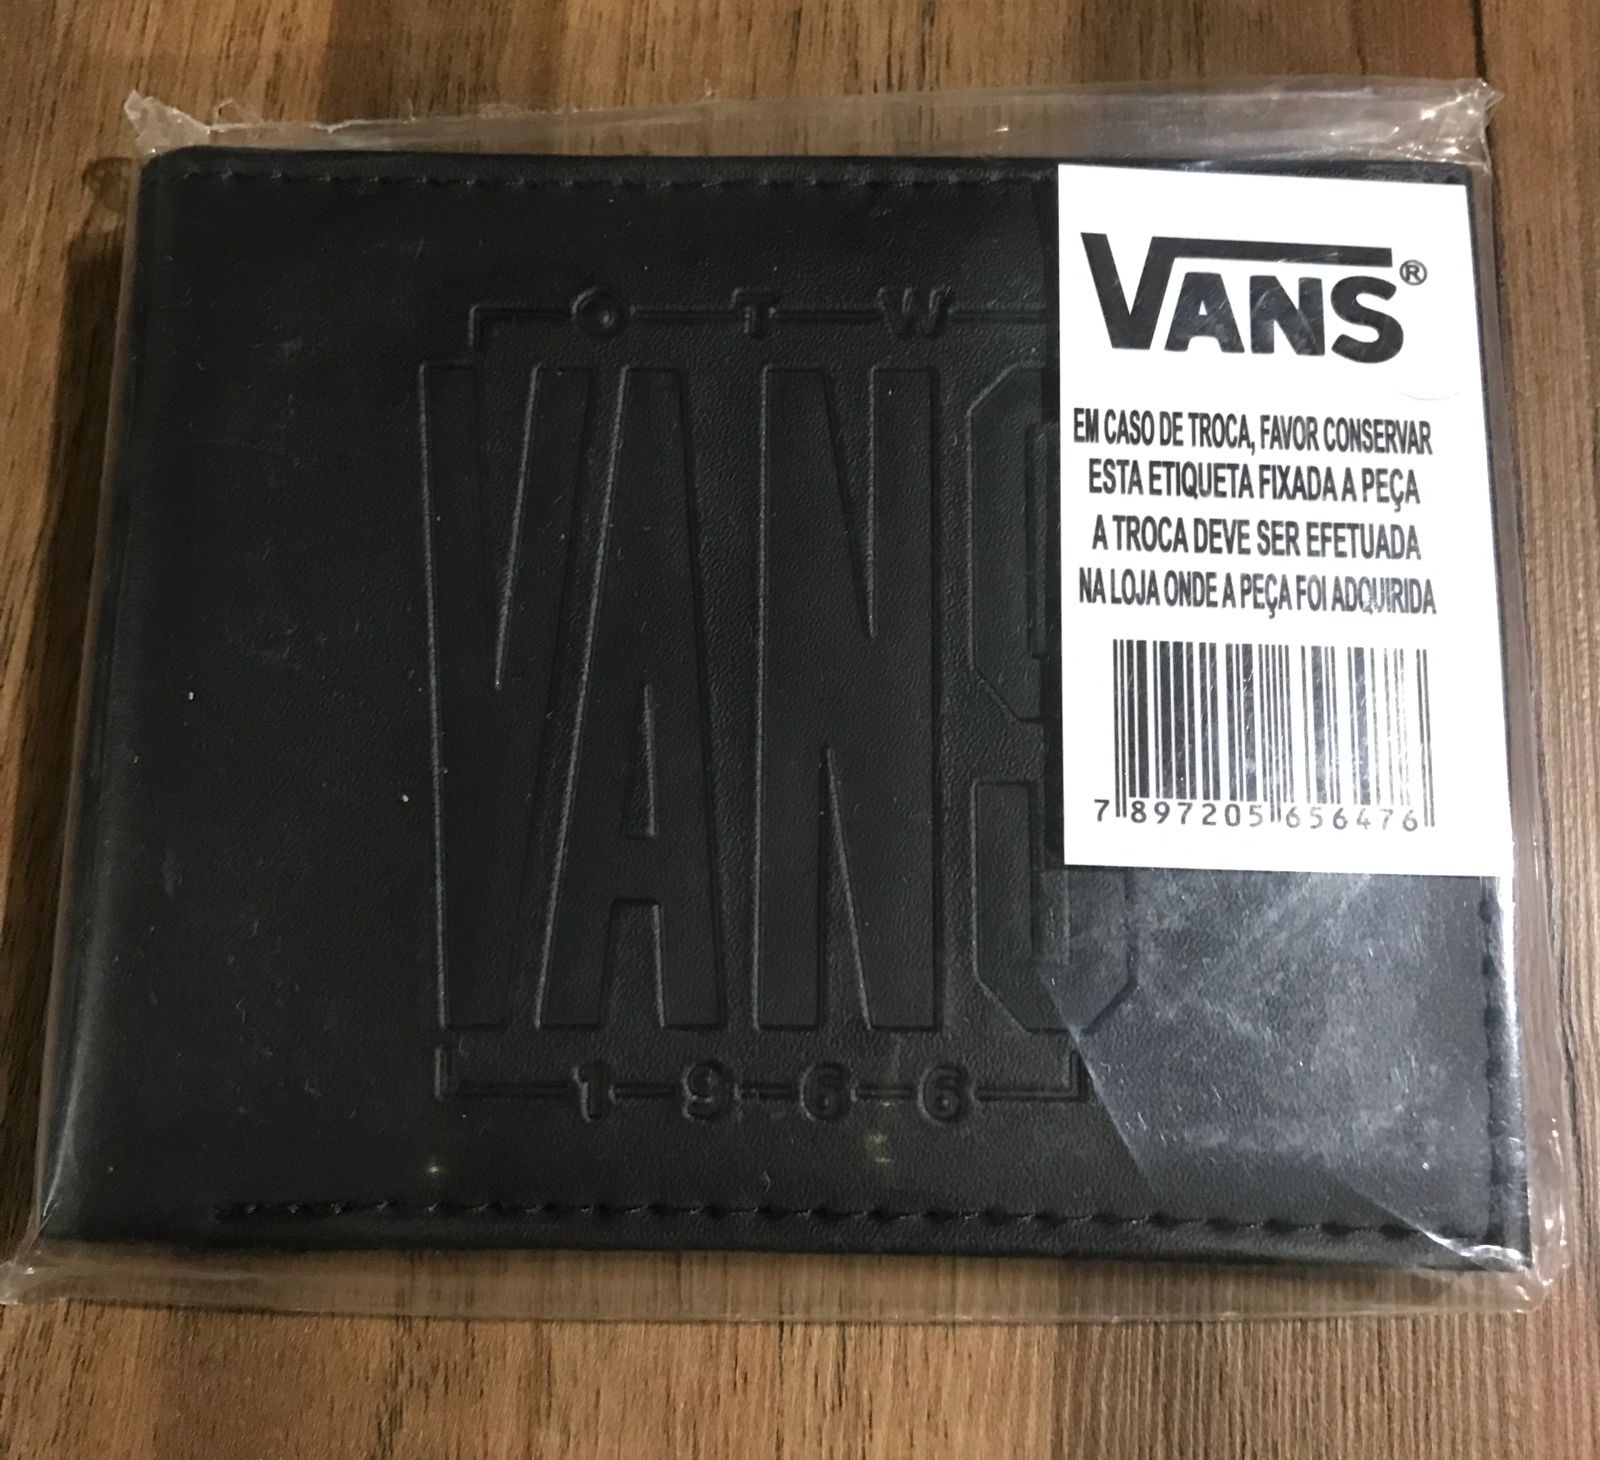 O T W
VANS
1966
VANS®
EM CASO DE TROCA, FAVOR CONSERVAR
ESTA ETIQUETA FIXADA A PEÇA
A TROCA DEVE SER EFETUADA
NA LOJA ONDE A PEÇA FOI ADQUIRIDA
7 897205 656476